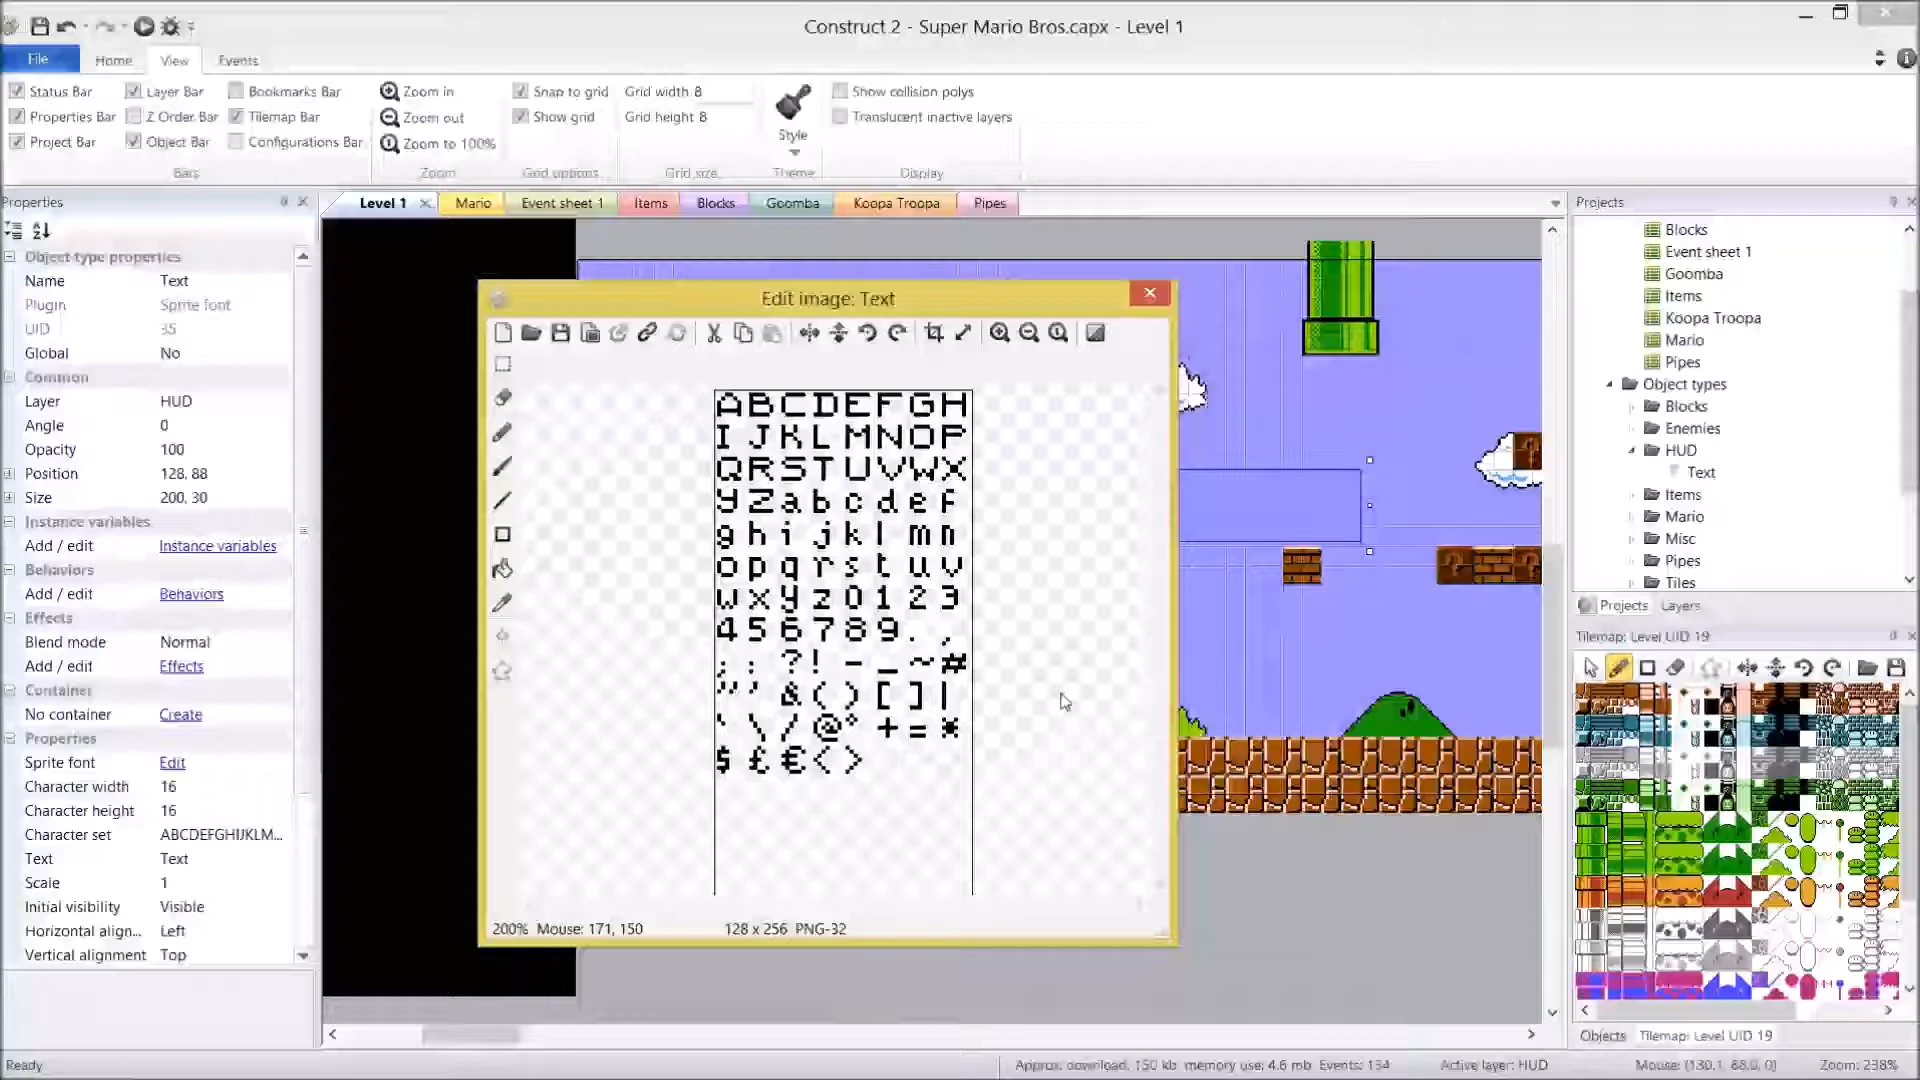 Construct 2 - Super Mario Bros.capx - Level 1
File
Home
View
Events
Status Bar
Layer Bar
Bookmarks Bar
Zoom in
Snap to grid
Grid width 8
Show collision polys
Properties Bar
Z Order Bar
Tilemap Bar
Zoom out
Show grid
Grid height 8
Translucent inactive layers
Project Bar
Object Bar
Configurations Bar
Zoom to 100%
Style
Bars
Zoom
Grid options
Grid size
Theme
Display
Properties
Level 1
Mario
Event sheet 1
Items
Blocks
Goomba
Koopa Troopa
Pipes
Object type properties
Name Text
Plugin Sprite font
UID 35
Global No
Common
Layer HUD
Angle 0
Opacity 100
Position 128, 88
Size 200, 30
Instance variables
Add / edit Instance variables
Behaviors
Add / edit Behaviors
Effects
Blend mode Normal
Add / edit Effects
Container
No container Create
Properties
Sprite font Edit
Character width 16
Character height 16
Character set ABCDEFGHIJKLM...
Text Text
Scale 1
Initial visibility Visible
Horizontal align... Left
Vertical alignment Top
Edit image: Text
ABCDEFGH
IJKLMNOP
QRSTUVWX
YZabcdef
ghijklmn
opqrstuv
wxyz0123
456789.,
;:?!-_~#
"'&()[]|
`\/@°+=*
$£€<>
200% Mouse: 171, 150
128 x 256 PNG-32
Projects
Blocks
Event sheet 1
Goomba
Items
Koopa Troopa
Mario
Pipes
Object types
Blocks
Enemies
HUD
Text
Items
Mario
Misc
Pipes
Tiles
Projects
Layers
Tilemap: Level UID 19
Objects
Tilemap: Level UID 19
Ready
Approx. download: 150 kb memory use: 4.6 mb Events: 134
Active layer: HUD
Mouse: (130.1, 88.0, 0)
Zoom: 238%